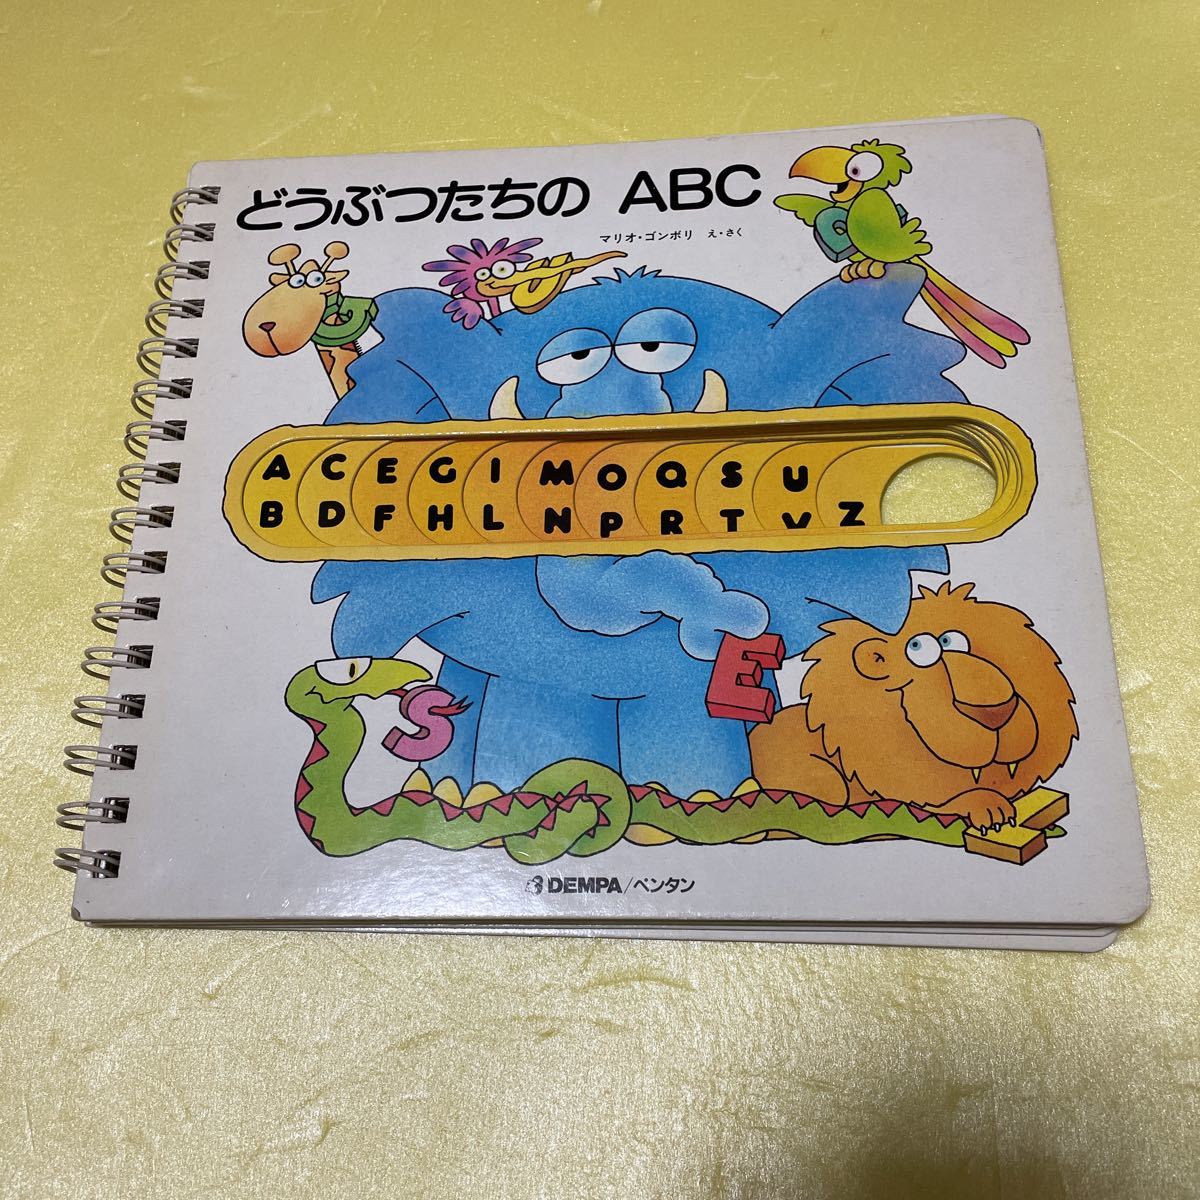 どうぶつたちの ABC
マリオ・ゴンボリ え・さく
A C E G I M O Q S U
B D F H L N P R T V Z
S
E
DEMPA/ペンタン